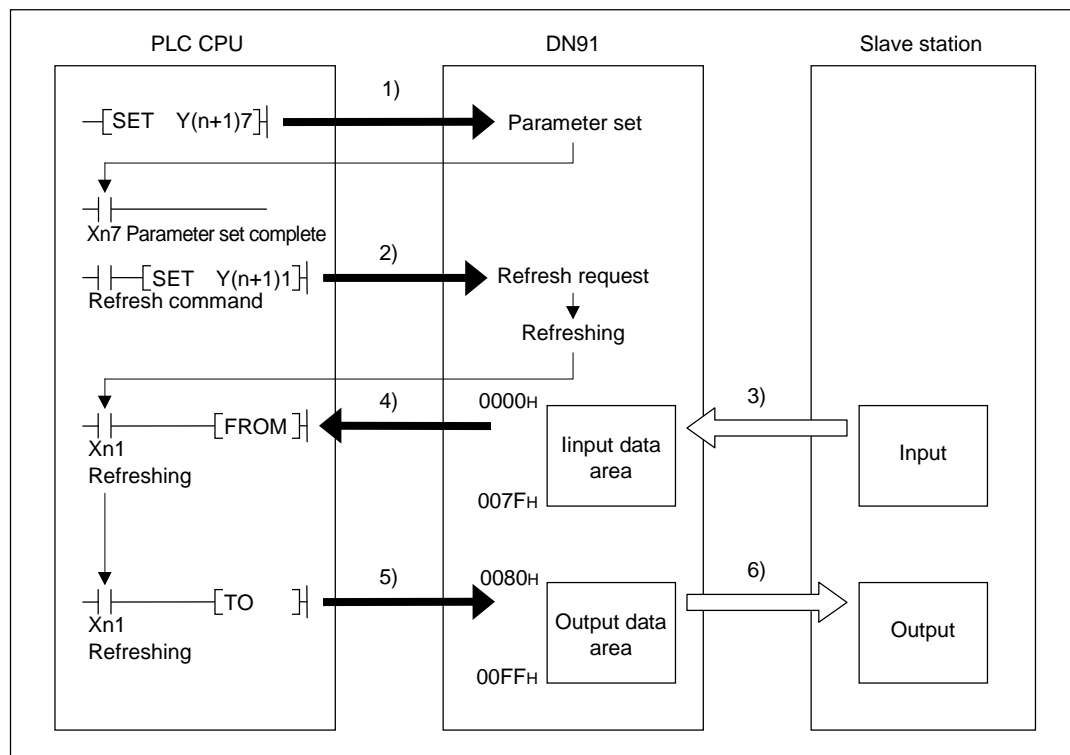 PLC CPU
DN91
Slave station
1)
SET Y(n+1)7
Parameter set
Xn7 Parameter set complete
2)
SET Y(n+1)1
Refresh request
Refresh command
Refreshing
4)
0000H
3)
FROM
Iinput data
area
Input
Xn1
Refreshing
007FH
5)
0080H
6)
TO
Output data
area
Output
Xn1
Refreshing
00FFH